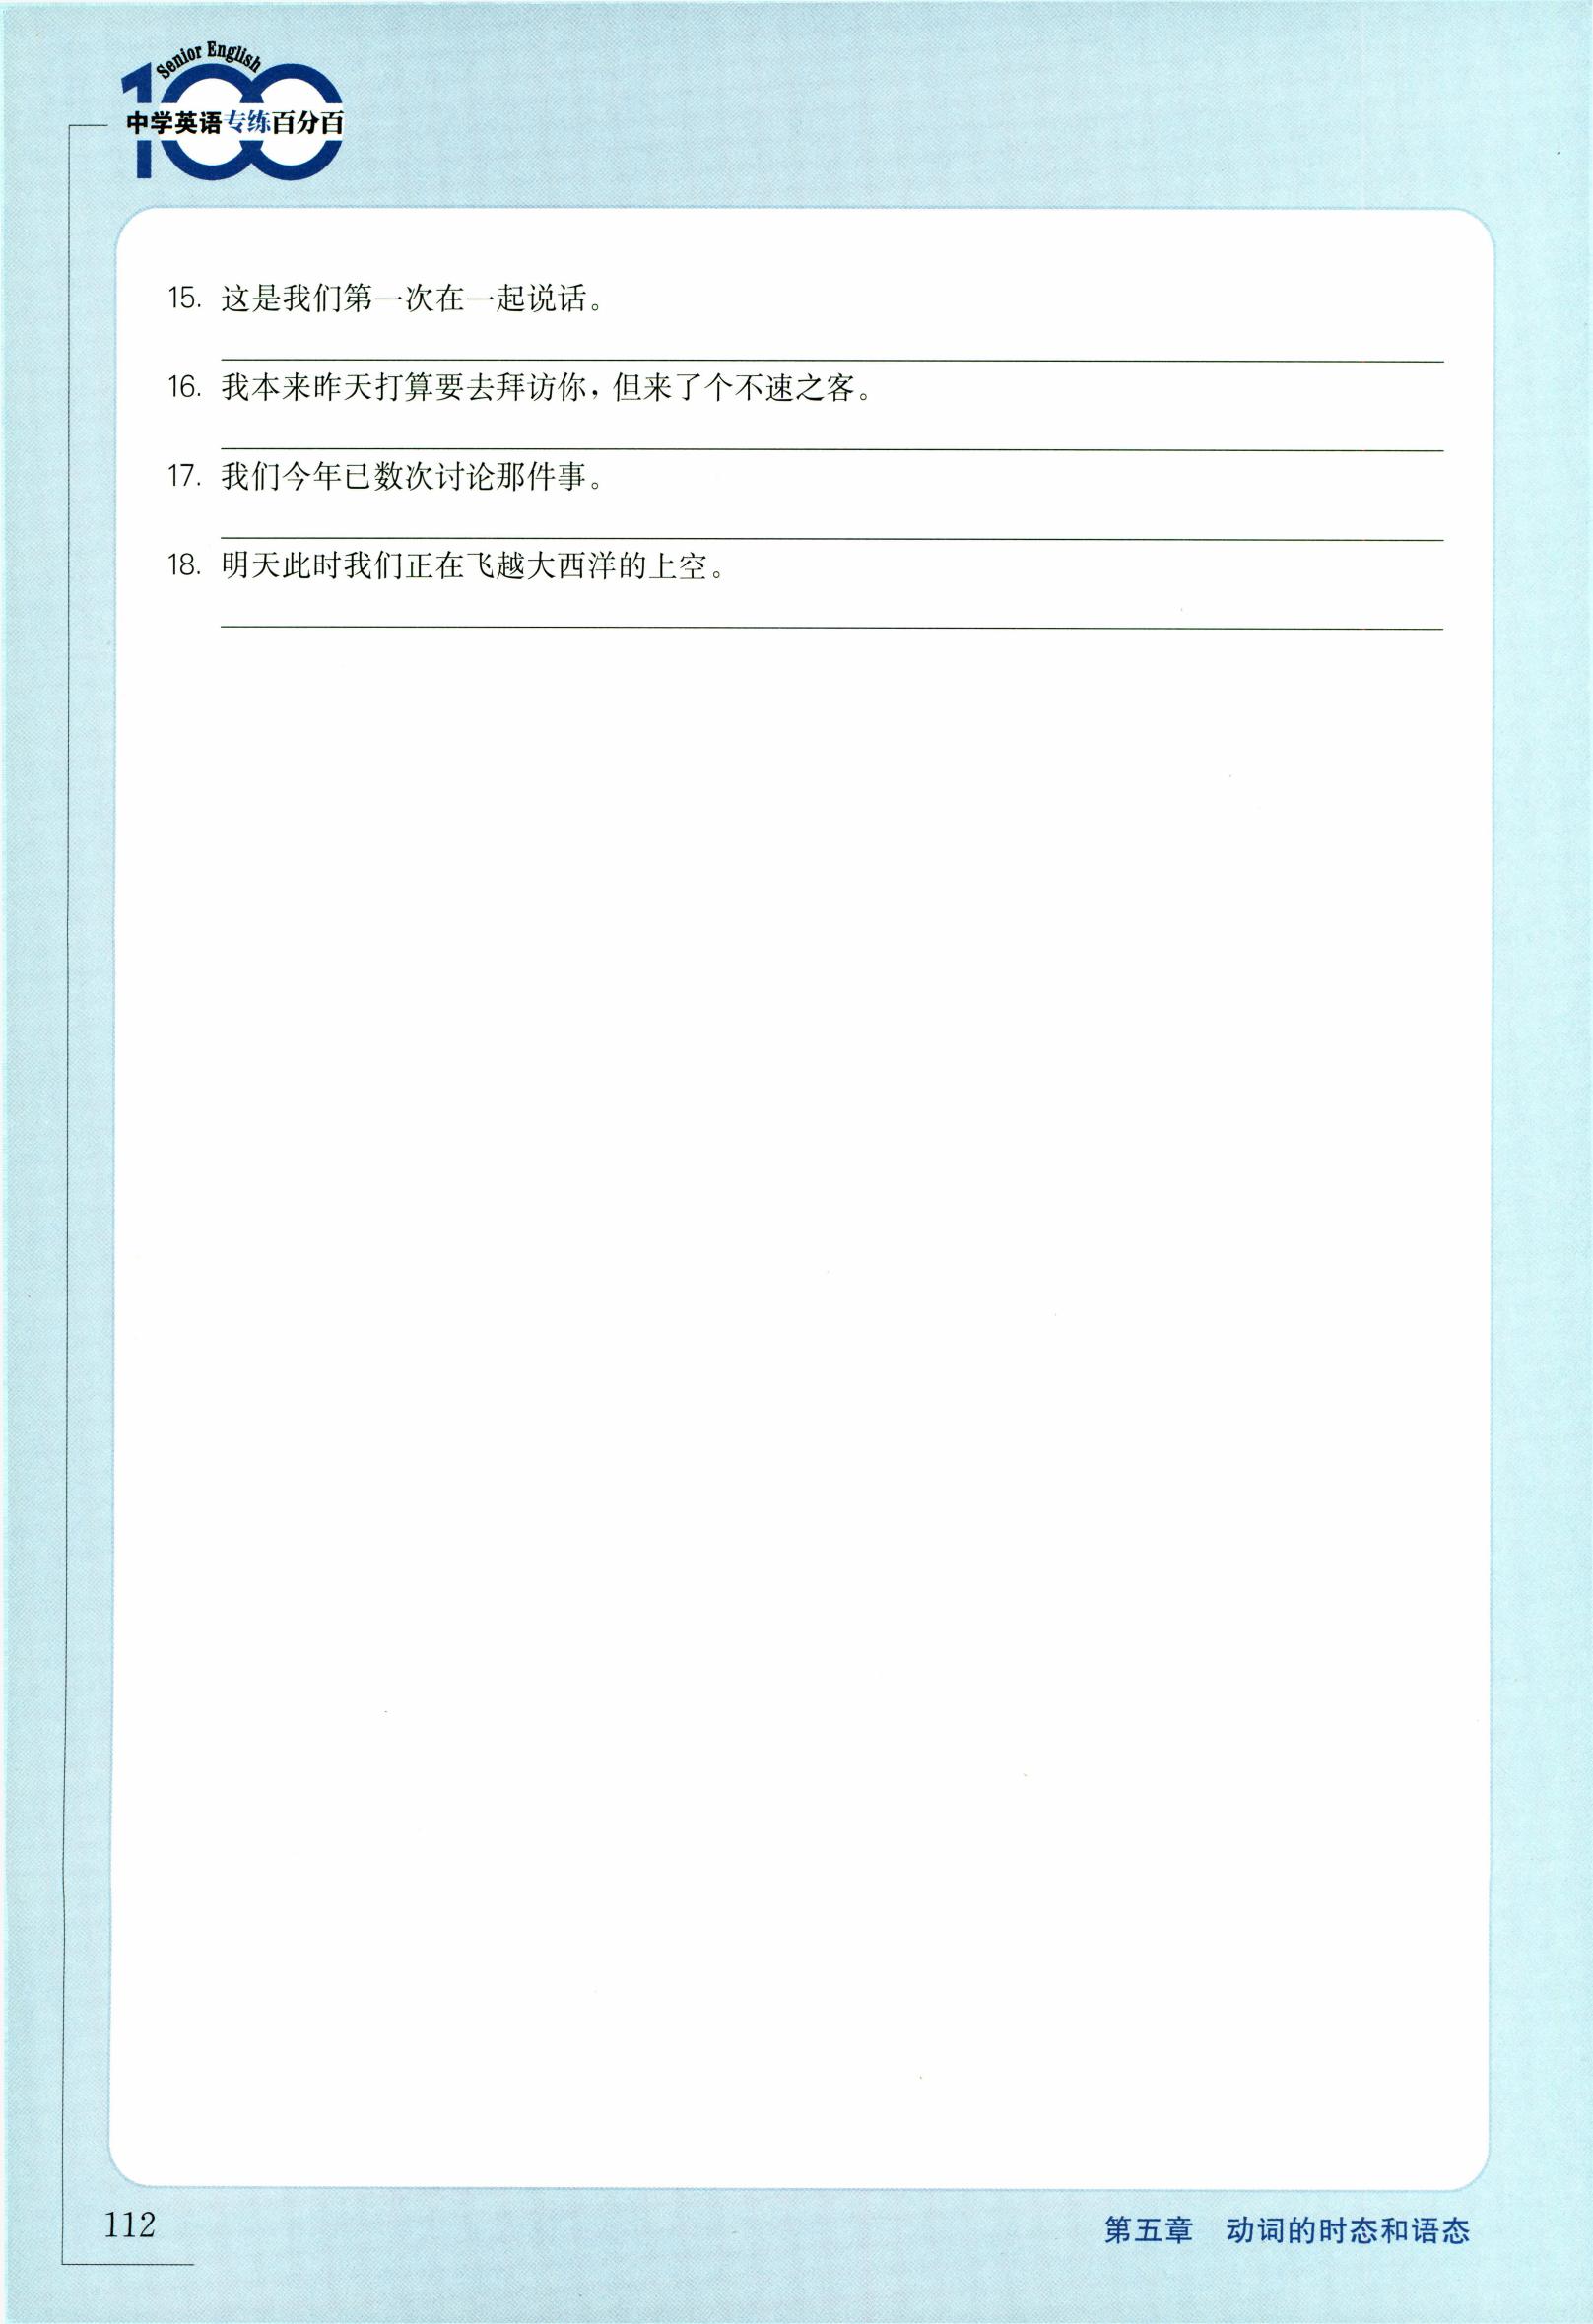 Senior English
100
中学英语专练百分百
15. 这是我们第一次在一起说话。
16. 我本来昨天打算要去拜访你，但来了个不速之客。
17. 我们今年已数次讨论那件事。
18. 明天此时我们正在飞越大西洋的上空。
112
第五章 动词的时态和语态